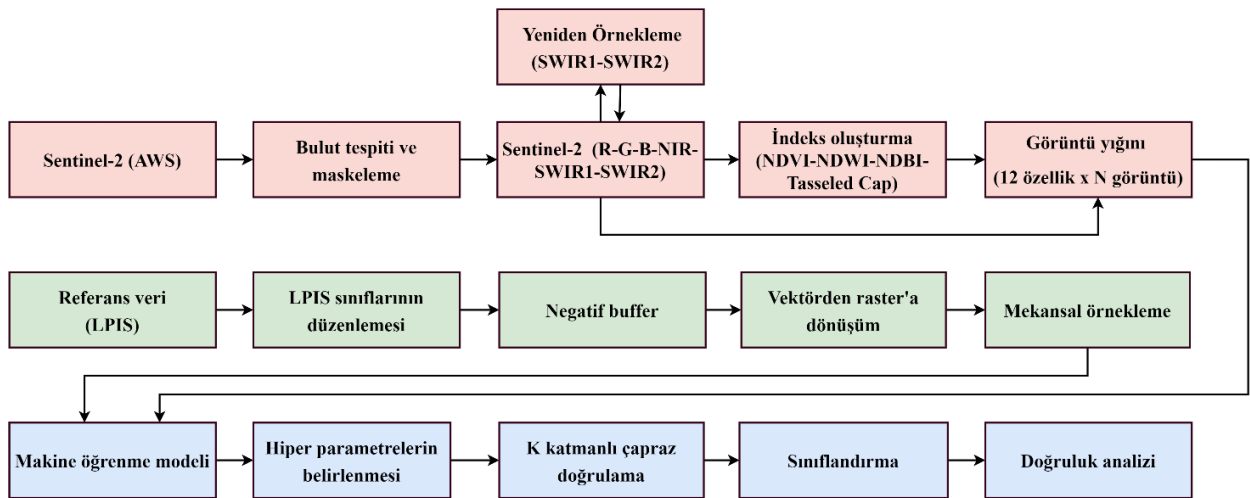 Yeniden Örnekleme
(SWIR1-SWIR2)
Sentinel-2 (AWS)
Bulut tespiti ve
maskeleme
Sentinel-2 (R-G-B-NIR-
SWIR1-SWIR2)
İndeks oluşturma
(NDVI-NDWI-NDBI-
Tasseled Cap)
Görüntü yığını
(12 özellik x N görüntü)
Referans veri
(LPIS)
LPIS sınıflarının
düzenlemesi
Negatif buffer
Vektörden raster'a
dönüşüm
Mekansal örnekleme
Makine öğrenme modeli
Hiper parametrelerin
belirlenmesi
K katmanlı çapraz
doğrulama
Sınıflandırma
Doğruluk analizi